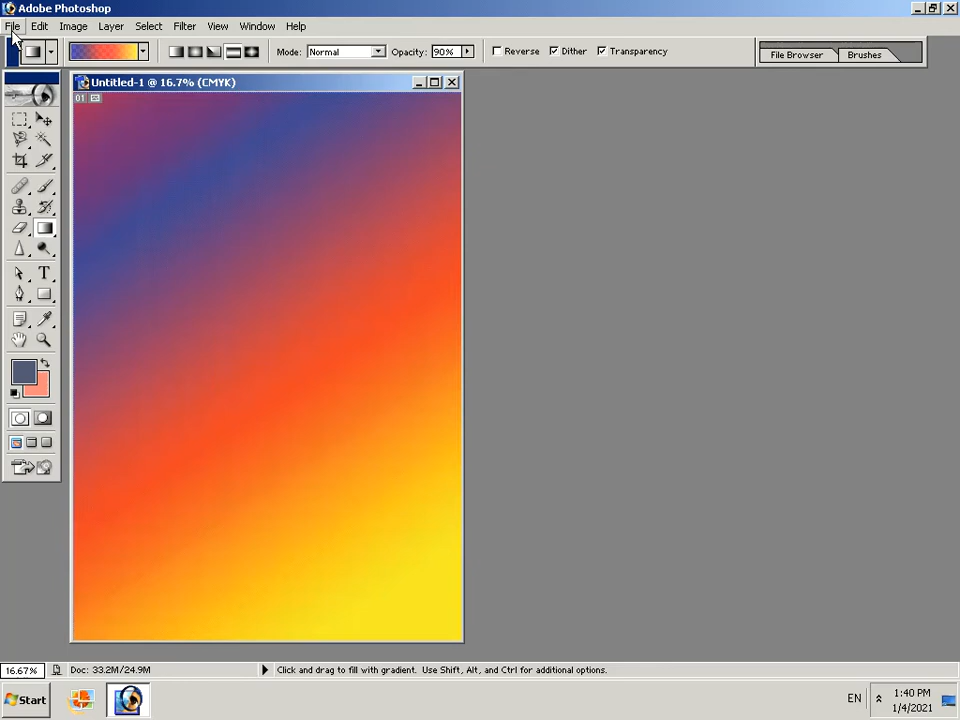 Adobe Photoshop
File Edit Image Layer Select Filter View Window Help
Mode: Normal Opacity: 90% Reverse Dither Transparency File Browser Brushes
Untitled-1 @ 16.7% (CMYK)
01
T
16.67% Doc: 33.2M/24.9M Click and drag to fill with gradient. Use Shift, Alt, and Ctrl for additional options.
Start EN 1:40 PM
1/4/2021